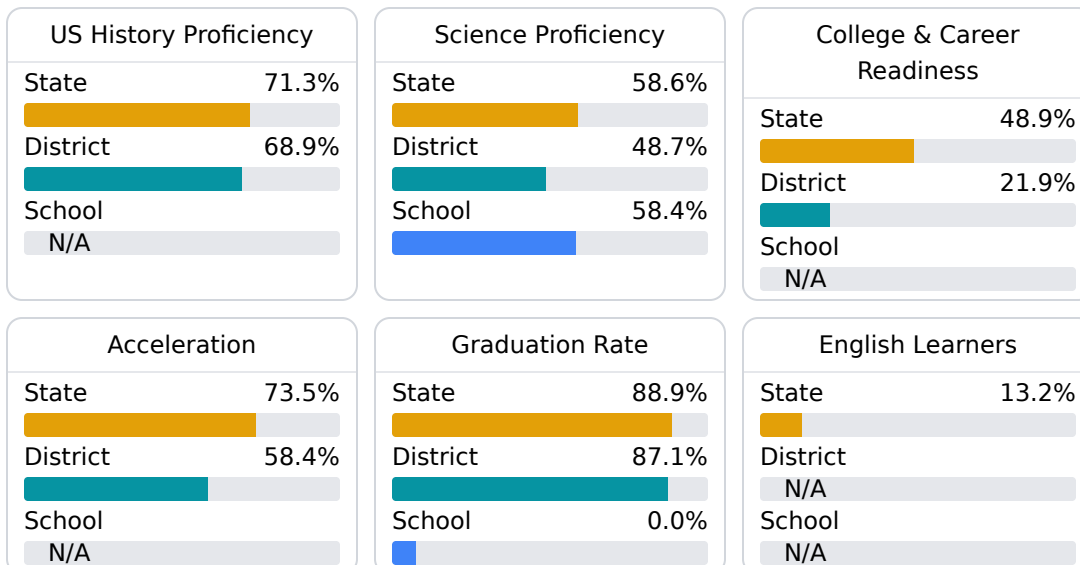 US History Proficiency
State 71.3%
District 68.9%
School
N/A
Science Proficiency
State 58.6%
District 48.7%
School 58.4%
College & Career
Readiness
State 48.9%
District 21.9%
School
N/A
Acceleration
State 73.5%
District 58.4%
School
N/A
Graduation Rate
State 88.9%
District 87.1%
School 0.0%
English Learners
State 13.2%
District
N/A
School
N/A